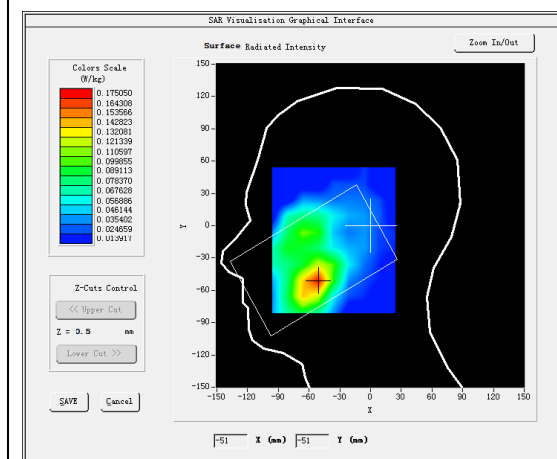 SAR Visualisation Graphical Interface
Surface Radiated Intensity
Zoom In/Out
Colors Scale
(W/kg)
0.175050
0.164308
0.153566
0.142823
0.132081
0.121339
0.110597
0.099855
0.089113
0.078370
0.067628
0.056886
0.046144
0.035402
0.024659
0.013917
150
120
90
60
30
0
-30
-60
-90
-120
-150
Y
-150 -120 -90 -60 -30 0 30 60 90 120 150
X
Z-Cuts Control
<< Upper Cut
Z = 0.5 mm
Lower Cut >>
SAVE Cancel
-51 X (mm) -51 Y (mm)